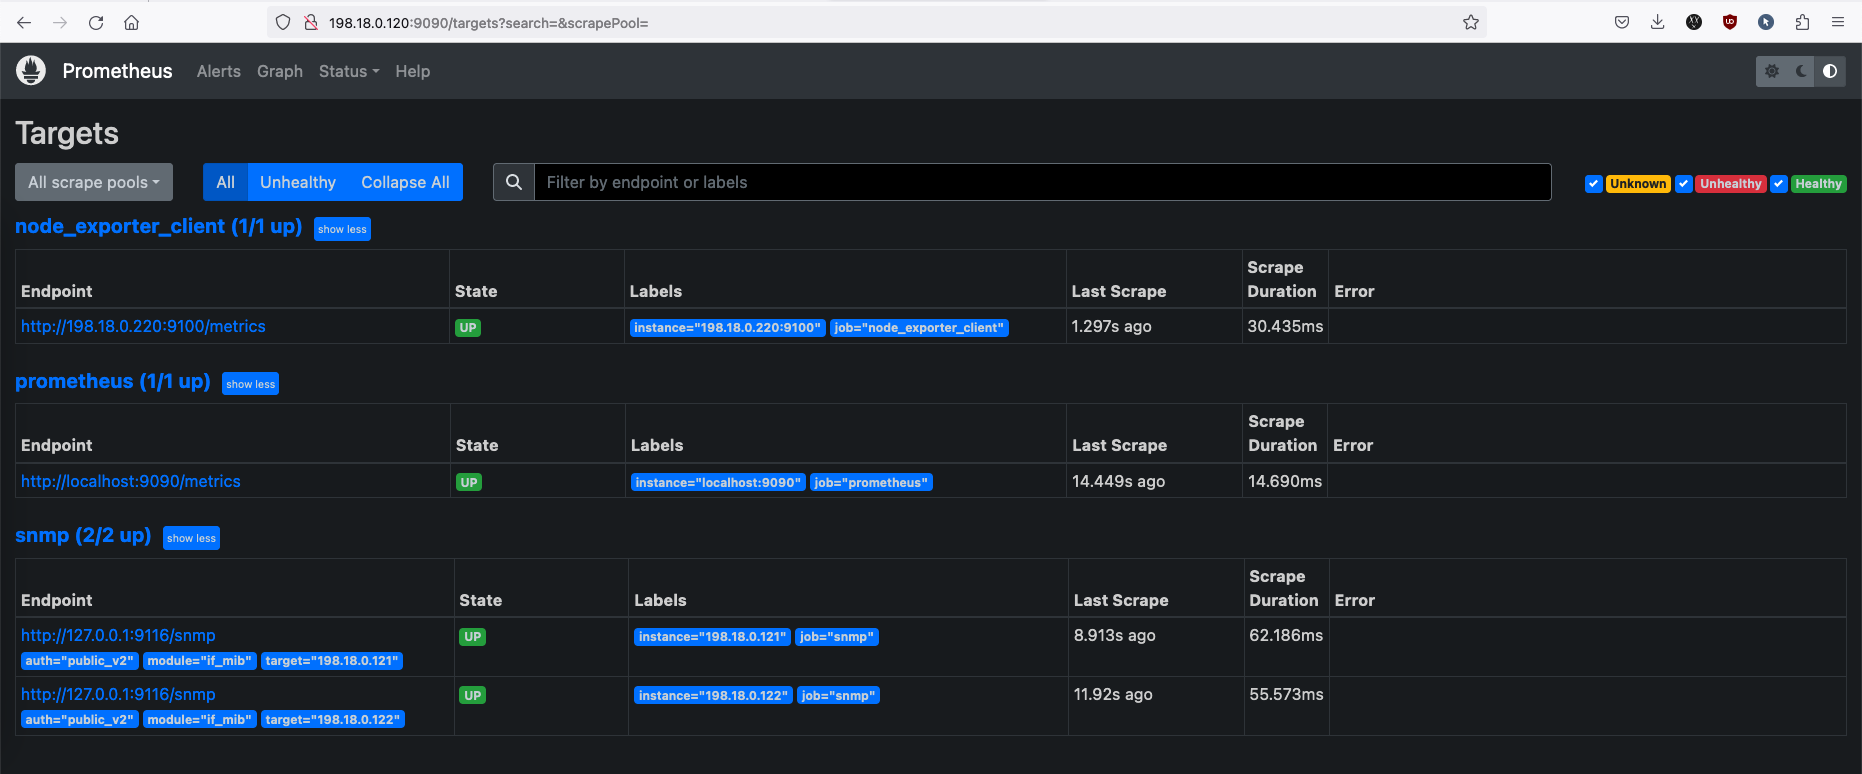 198.18.0.120:9090/targets?search=&scrapePool=
Prometheus Alerts Graph Status Help
Targets
All scrape pools All Unhealthy Collapse All Filter by endpoint or labels Unknown Unhealthy Healthy
node_exporter_client (1/1 up) show less
Endpoint State Labels Last Scrape Scrape Duration Error
http://198.18.0.220:9100/metrics UP instance="198.18.0.220:9100" job="node_exporter_client" 1.297s ago 30.435ms
prometheus (1/1 up) show less
Endpoint State Labels Last Scrape Scrape Duration Error
http://localhost:9090/metrics UP instance="localhost:9090" job="prometheus" 14.449s ago 14.690ms
snmp (2/2 up) show less
Endpoint State Labels Last Scrape Scrape Duration Error
http://127.0.0.1:9116/snmp UP instance="198.18.0.121" job="snmp" 8.913s ago 62.186ms
auth="public_v2" module="if_mib" target="198.18.0.121"
http://127.0.0.1:9116/snmp UP instance="198.18.0.122" job="snmp" 11.92s ago 55.573ms
auth="public_v2" module="if_mib" target="198.18.0.122"